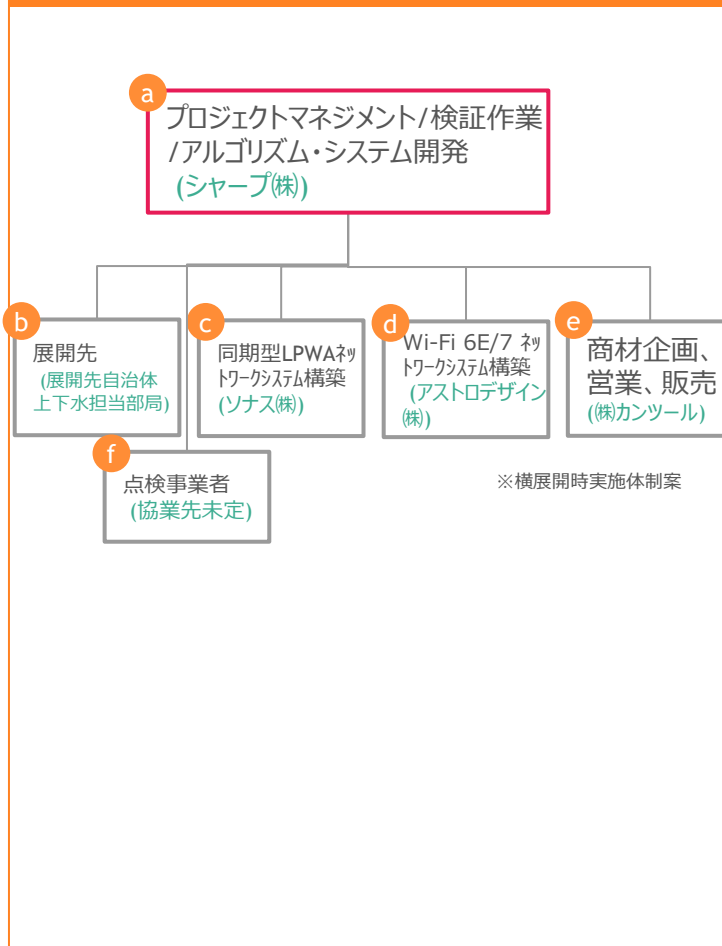 a
プロジェクトマネジメント/検証作業
/アルゴリズム・システム開発
(シャープ㈱)
b
展開先
(展開先自治体
上下水担当部局)
c
同期型LPWAネッ
トワークシステム構築
(ソナス㈱)
d
Wi-Fi 6E/7 ネッ
トワークシステム構築
(アストロデザイン
㈱)
e
商材企画、
営業、販売
(㈱カンツール)
f
点検事業者
(協業先未定)
※横展開時実施体制案